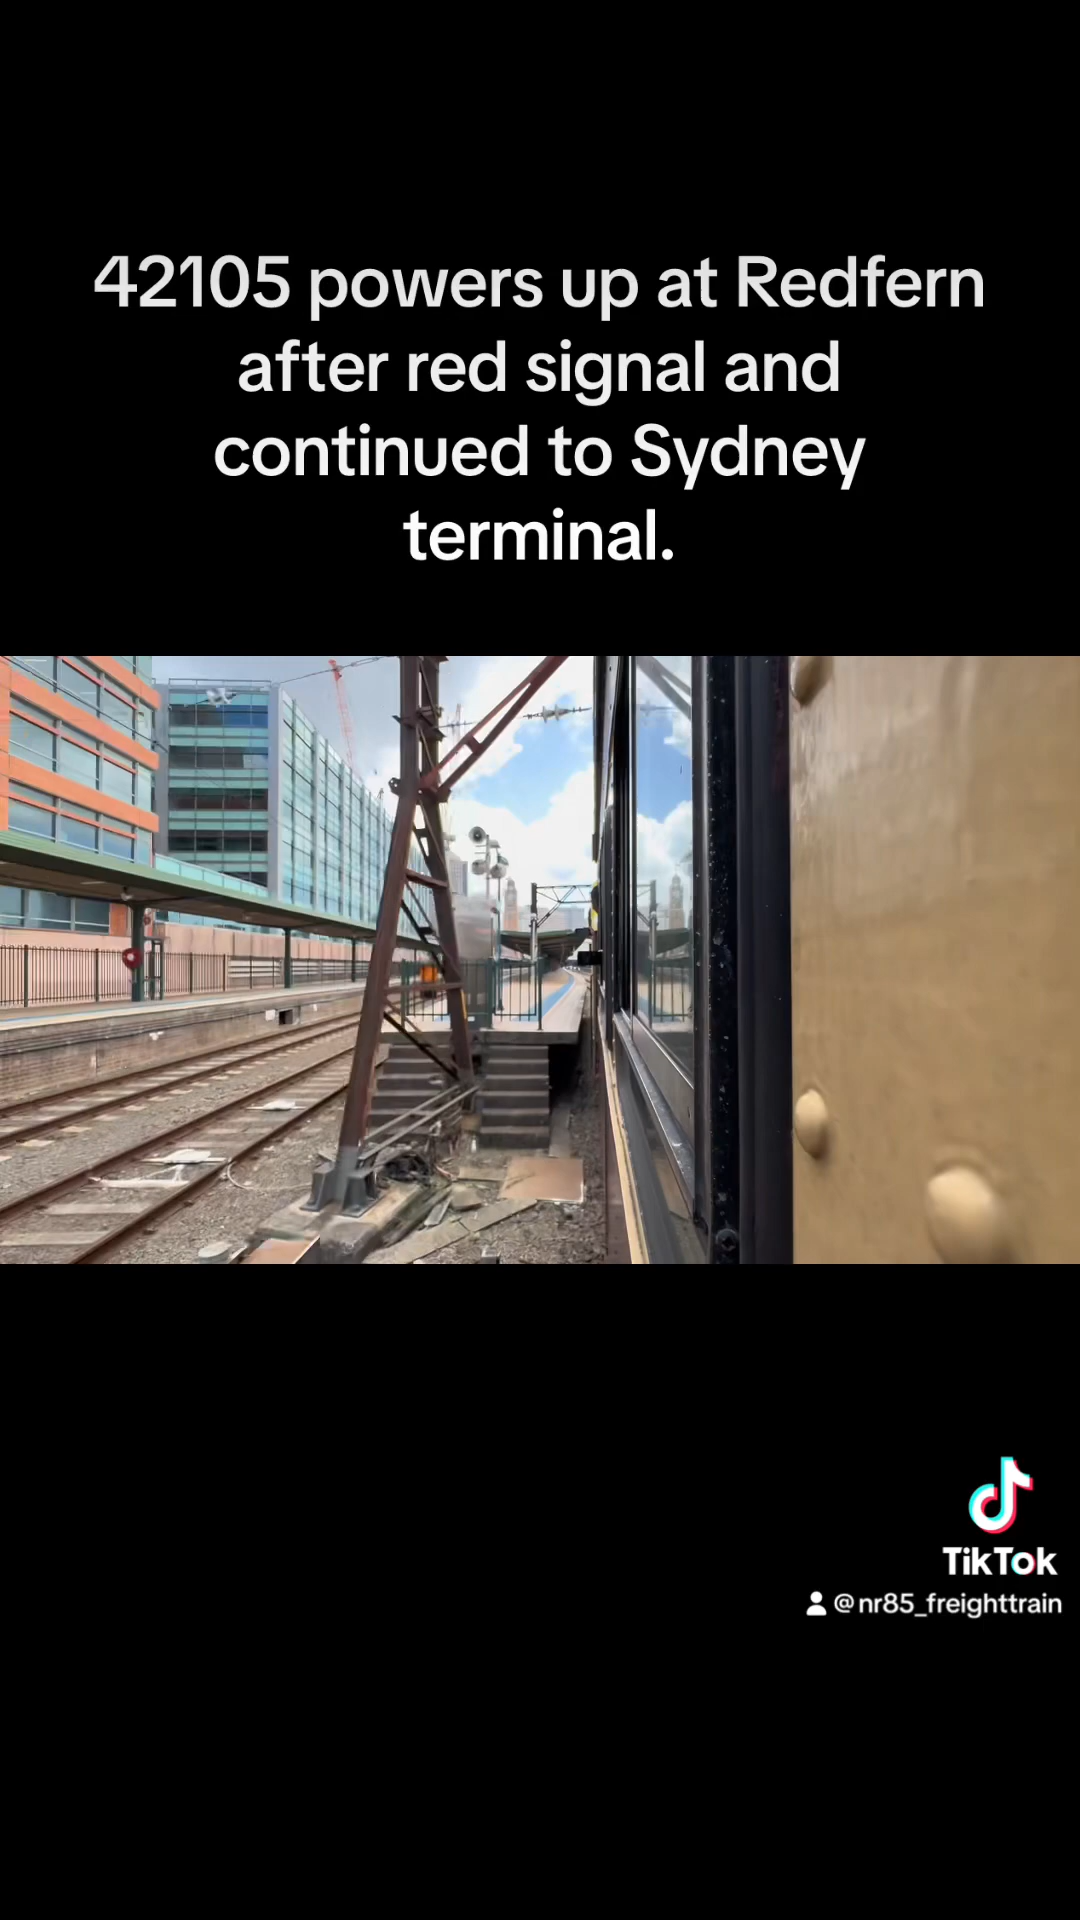 42105 powers up at Redfern
after red signal and
continued to Sydney
terminal.
TikTok
@nr85_freighttrain